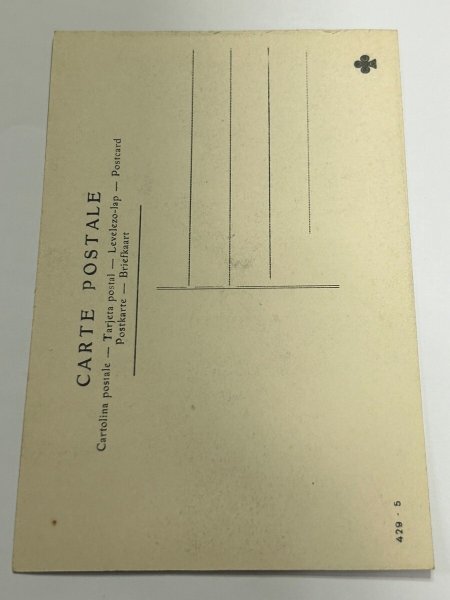 CARTE POSTALE
Cartolina postale — Tarjeta postal — Levelezo-lap — Postcard
Postkarte — Briefkaart
429 - 5